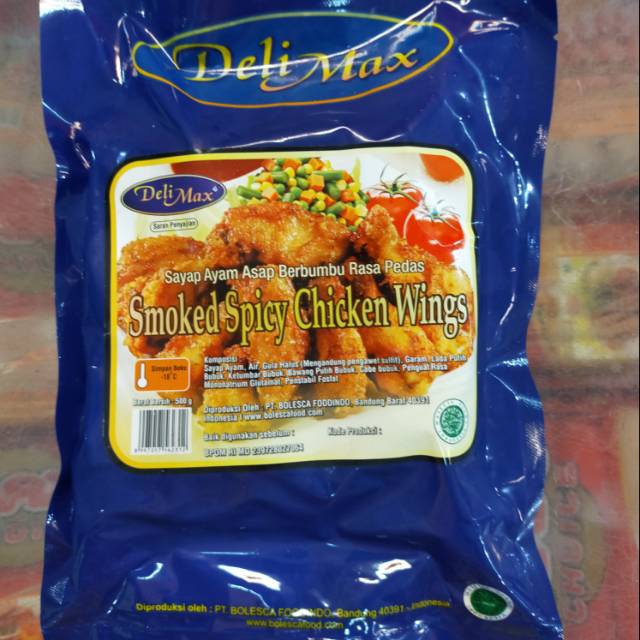 Deli Max
Deli Max
Saran Penyajian
Sayap Ayam Asap Berbumbu Rasa Pedas
Smoked Spicy Chicken Wings
Simpan Beku
-18°C
Komposisi
Sayap Ayam, Air, Gula Halus (Mengandung pengawet sulfit), Garam, Lada Putih
Bubuk, Ketumbar Bubuk, Bawang Putih Bubuk, Cabe bubuk, Penguat Rasa
Mononatrium Glutamat, Penstabil Fosfat
Berat Bersih : 500 g
Diproduksi Oleh : PT. BOLESCA FOODINDO, Bandung Barat 40391
Indonesia / www.bolescafood.com
Baik digunakan sebelum :
Kode Produksi :
BPOM RI MD
Diproduksi oleh : PT. BOLESCA FOODINDO, Bandung 40391 - Indonesia
www.bolescafood.com